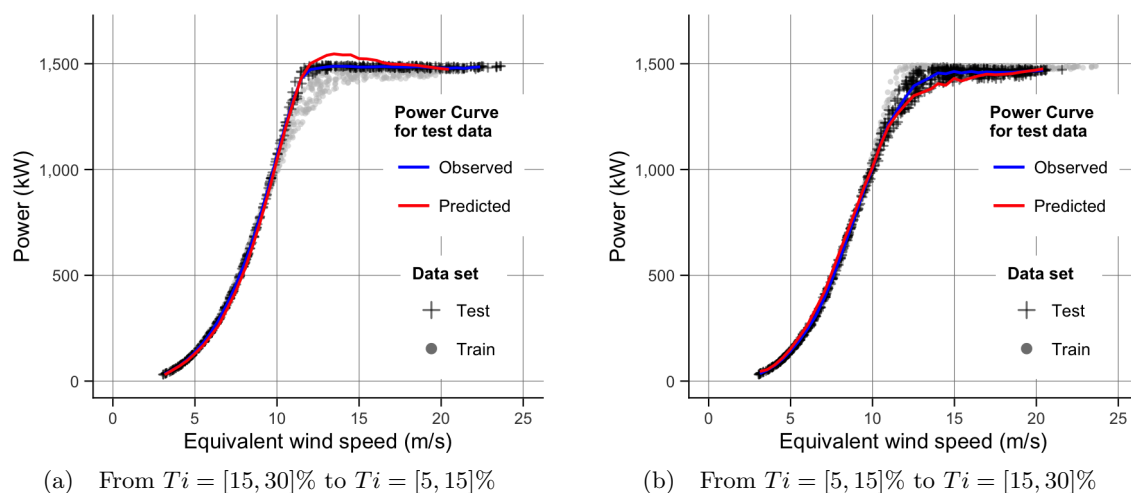 1,500
1,000
500
0
Power (kW)
0 5 10 15 20 25
Equivalent wind speed (m/s)
Power Curve
for test data
Observed
Predicted
Data set
Test
Train
(a) From Ti = [15, 30]% to Ti = [5, 15]%
1,500
1,000
500
0
Power (kW)
0 5 10 15 20 25
Equivalent wind speed (m/s)
Power Curve
for test data
Observed
Predicted
Data set
Test
Train
(b) From Ti = [5, 15]% to Ti = [15, 30]%